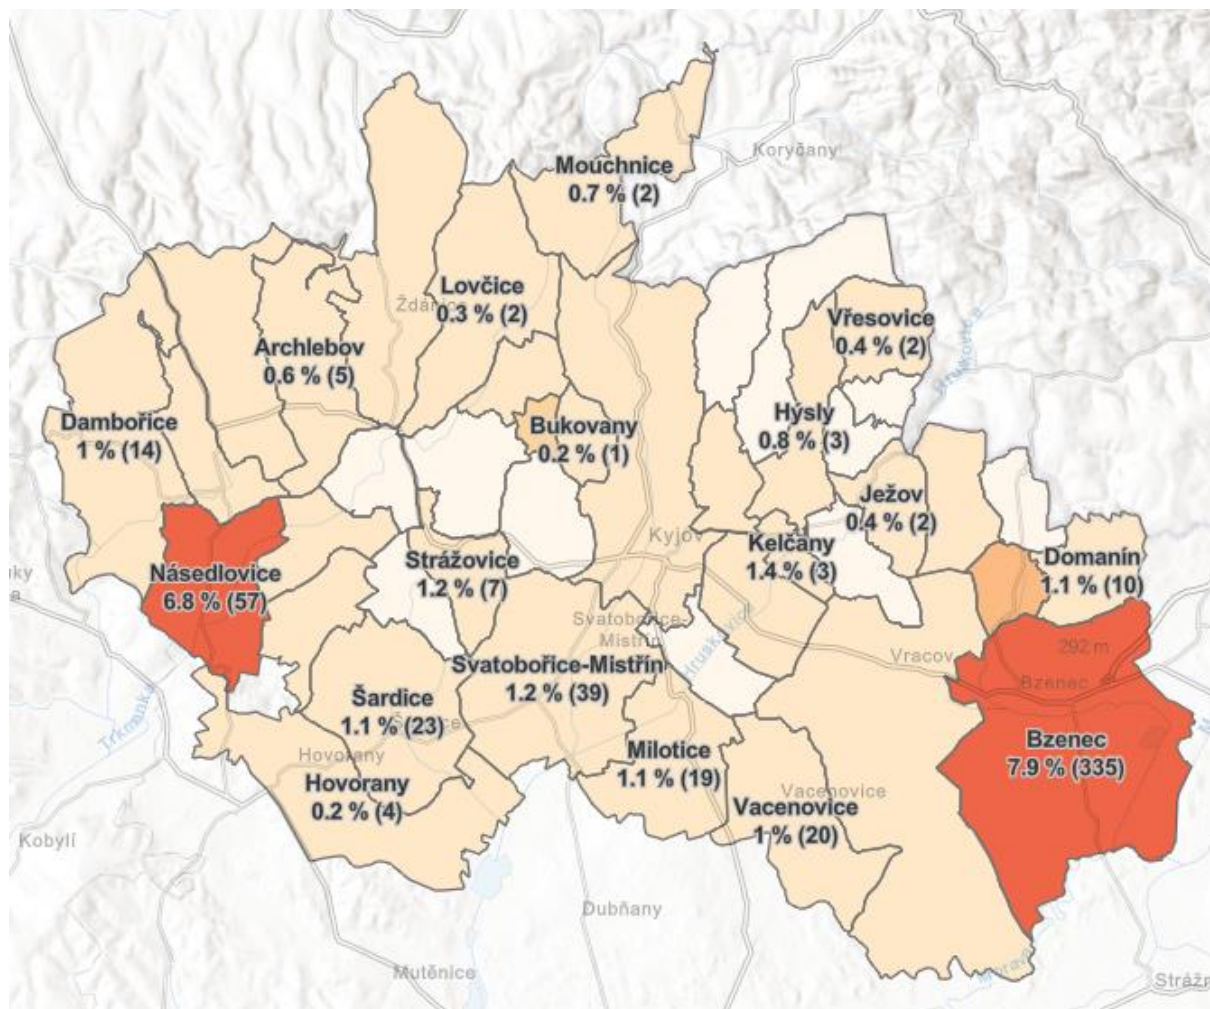 Koryčany
Mouchnice
0.7 % (2)
Lovčice
0.3 % (2)
Vřesovice
0.4 % (2)
Archlebov
0.6 % (5)
Dambořice
1 % (14)
Bukovany
0.2 % (1)
Hýsly
0.8 % (3)
Ježov
0.4 % (2)
Kyjov
Kelčany
1.4 % (3)
Strážovice
1.2 % (7)
Domanín
1.1 % (10)
Násedlovice
6.8 % (57)
Svatobořice-
Mistřín
292 m
Vracov
Bzenec
Svatobořice-Mistřín
1.2 % (39)
Šardice
1.1 % (23)
Trkmanka
Hovorany
Milotice
1.1 % (19)
Bzenec
7.9 % (335)
Hovorany
0.2 % (4)
Vacenovice
Vacenovice
1 % (20)
Kobylí
Dubňany
Mutěnice
Morava
Strážn